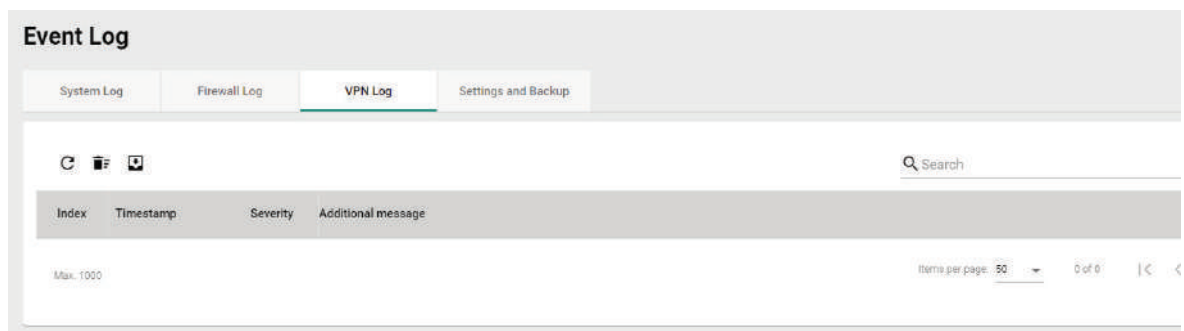 Event Log
System Log Firewall Log VPN Log Settings and Backup
Search
Index Timestamp Severity Additional message
Max. 1000 Items per page: 50 0 of 0